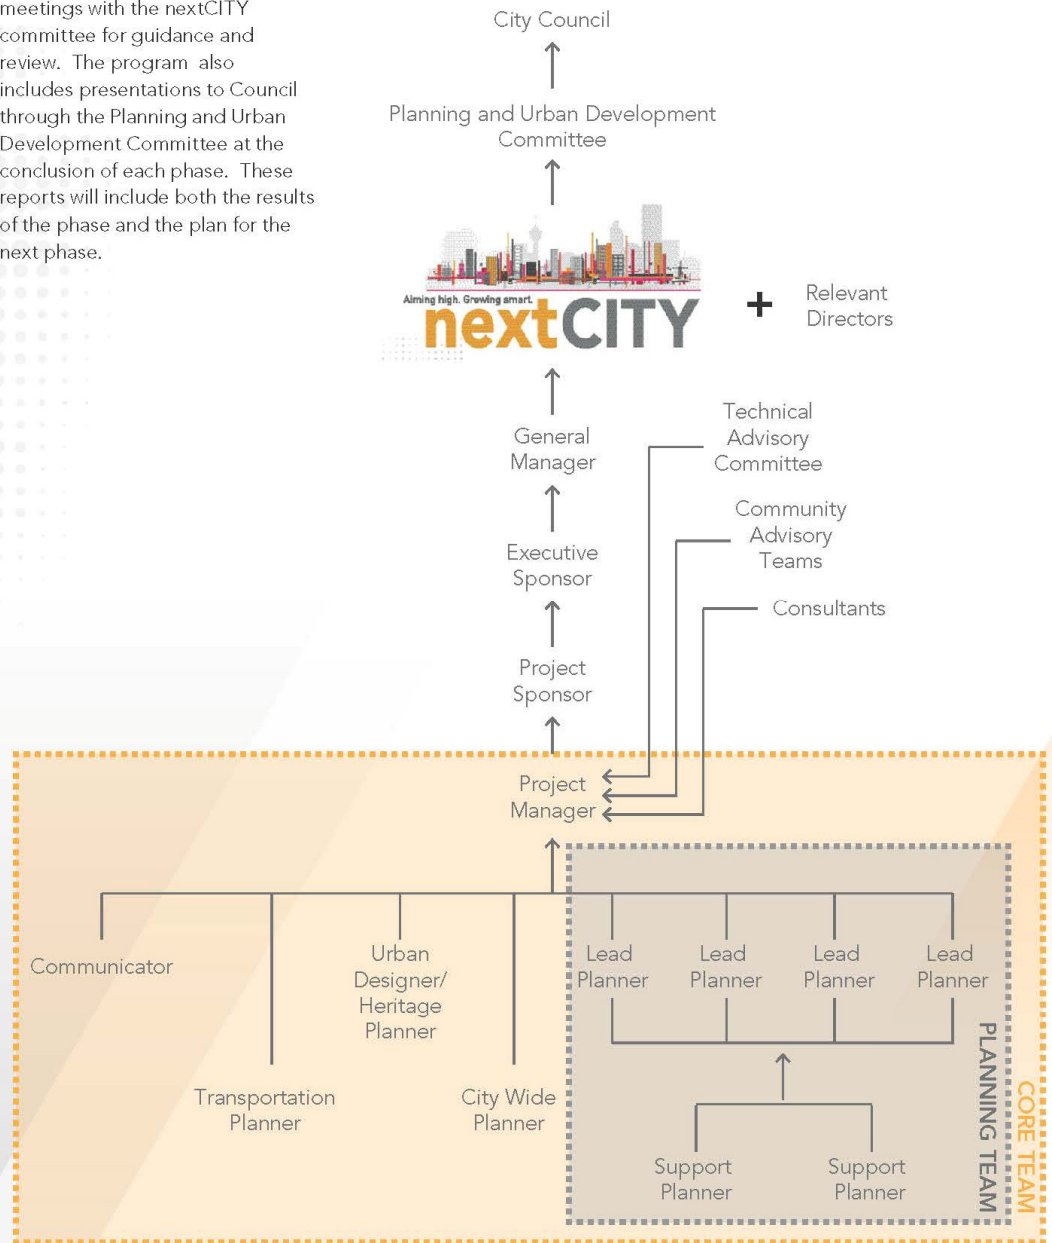 meetings with the nextCITY
committee for guidance and
review.  The program  also
includes presentations to Council
through the Planning and Urban
Development Committee at the
conclusion of each phase.  These
reports will include both the results
of the phase and the plan for the
next phase.
City Council
Planning and Urban Development
Committee
Aiming high. Growing smart.
nextCITY
+
Relevant
Directors
General
Manager
Technical
Advisory
Committee
Community
Advisory
Teams
Executive
Sponsor
Consultants
Project
Sponsor
Project
Manager
Communicator
Urban
Designer/
Heritage
Planner
Lead
Planner
Lead
Planner
Lead
Planner
Lead
Planner
Transportation
Planner
City Wide
Planner
Support
Planner
Support
Planner
PLANNING TEAM
CORE TEAM